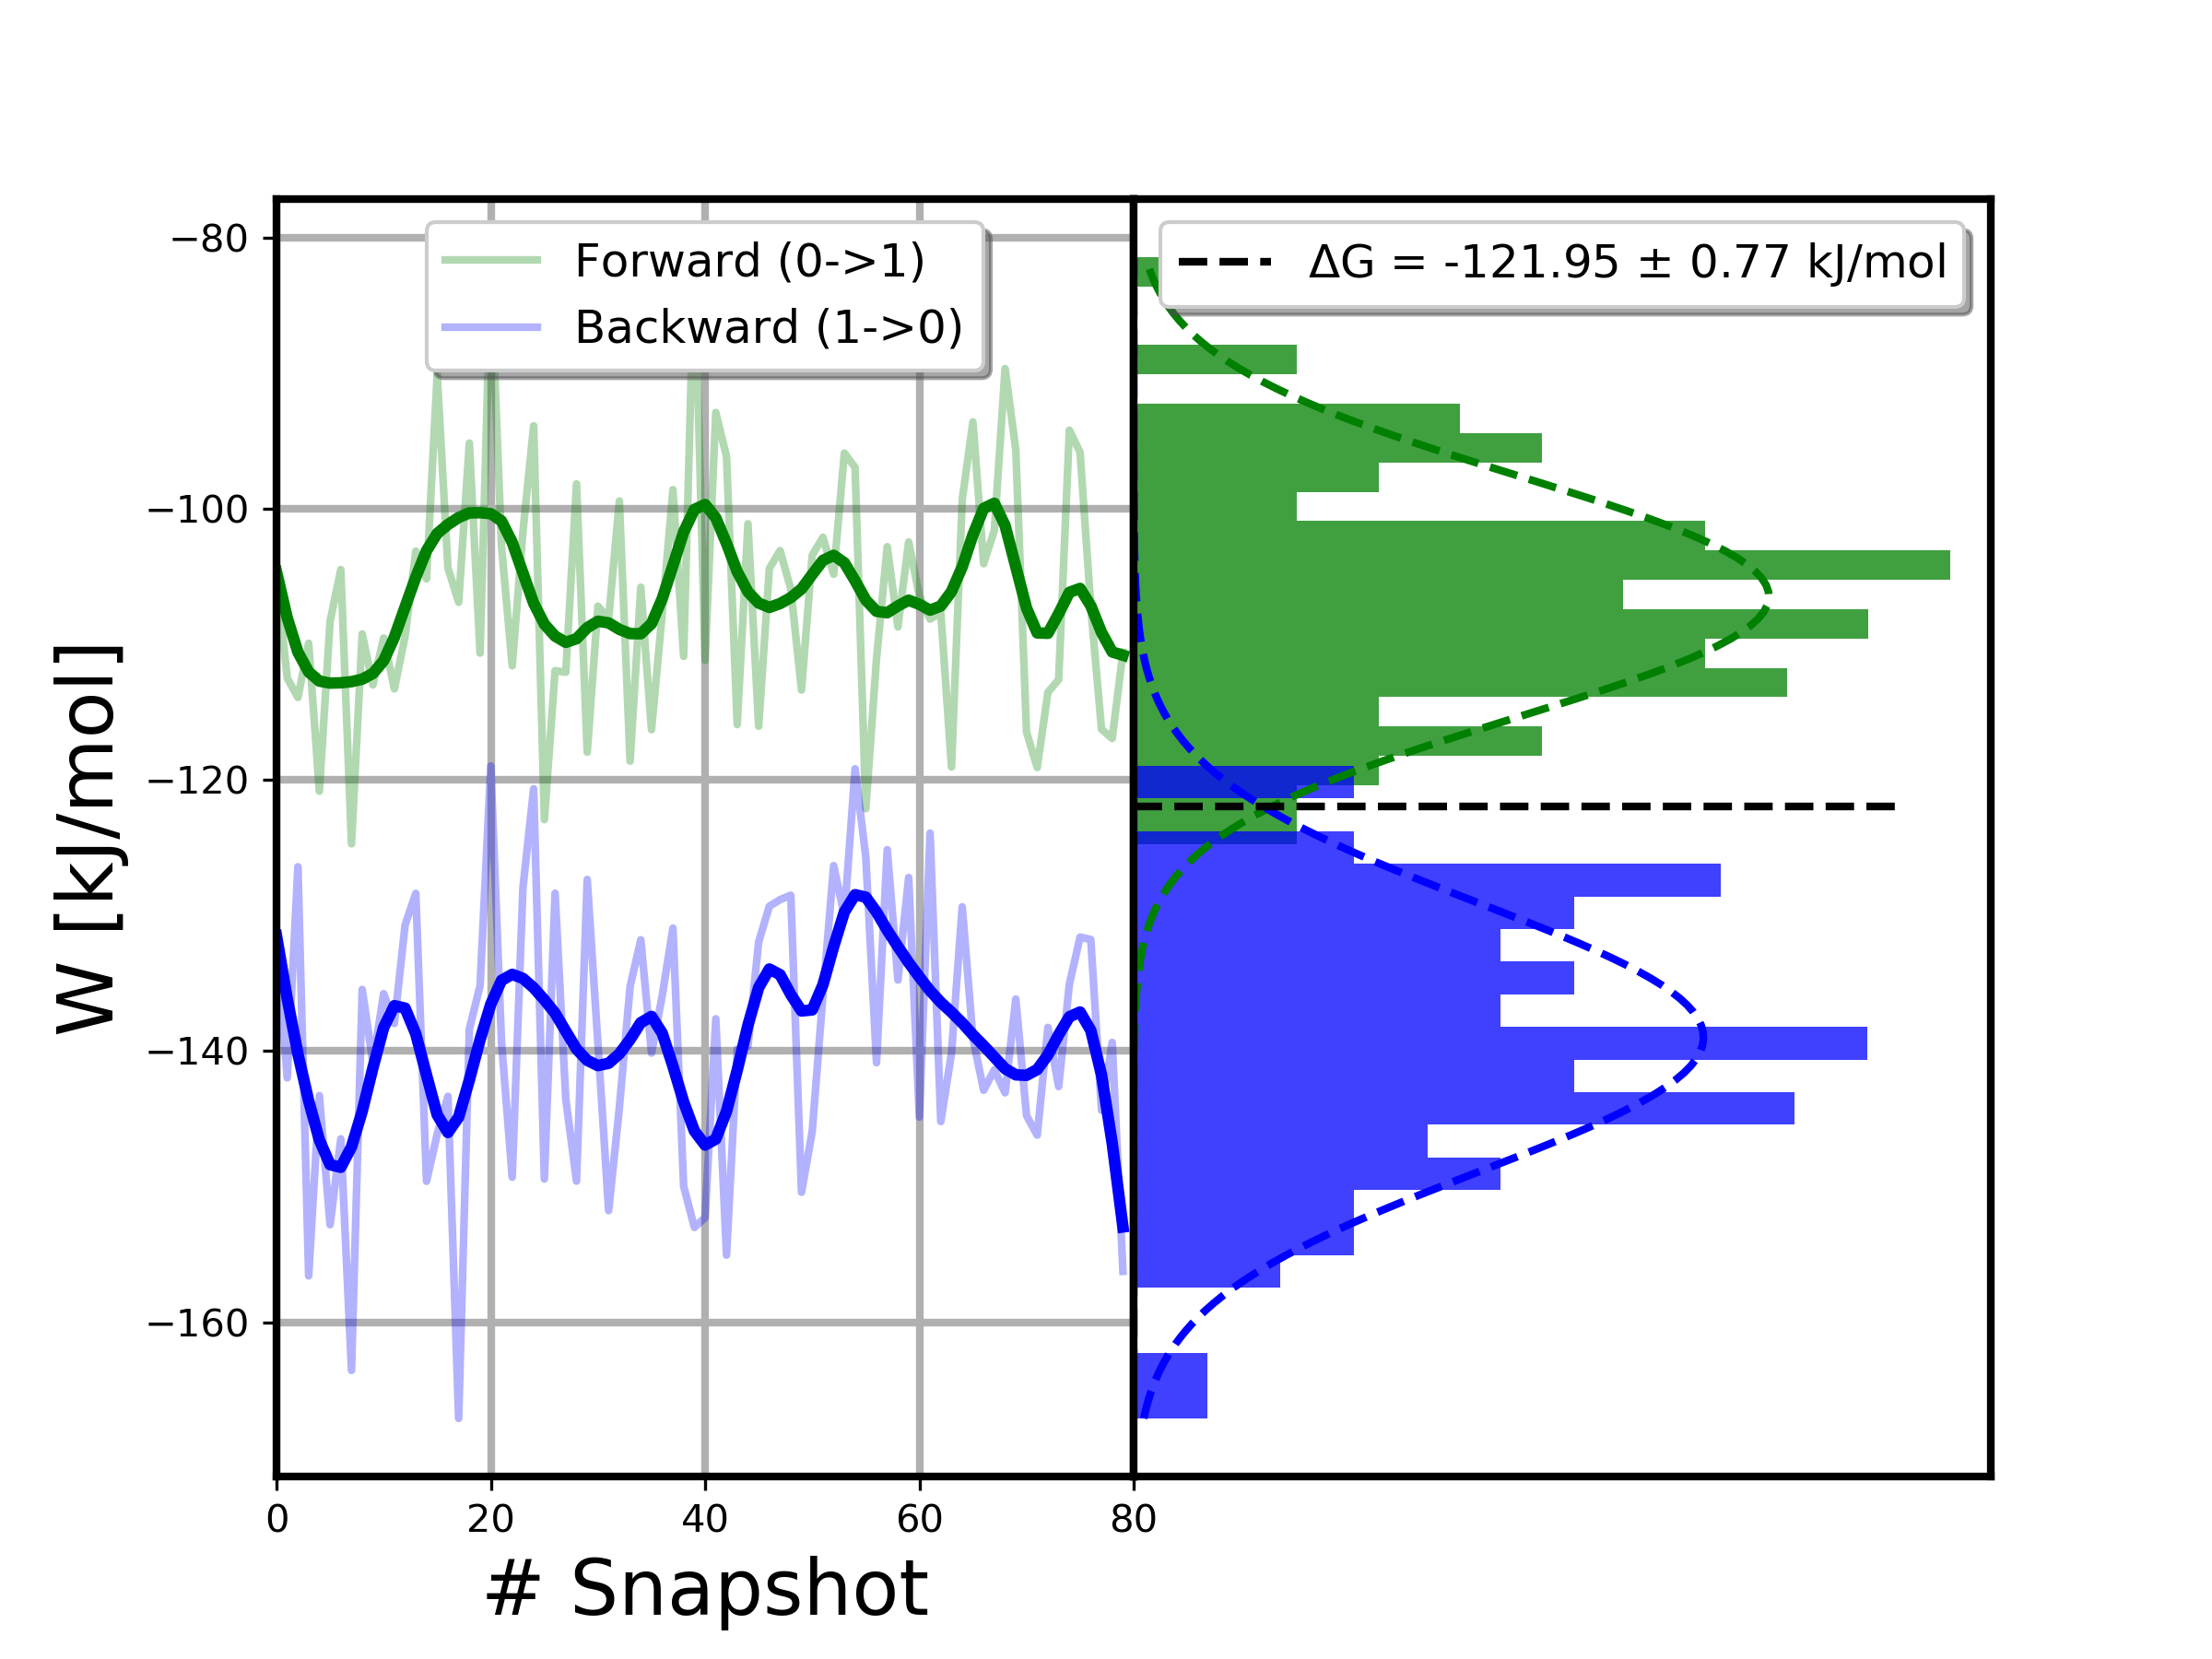 −80
−100
−120
−140
−160
W [kJ/mol]
Forward (0->1)
Backward (1->0)
ΔG = -121.95 ± 0.77 kJ/mol
0 20 40 60 80
# Snapshot